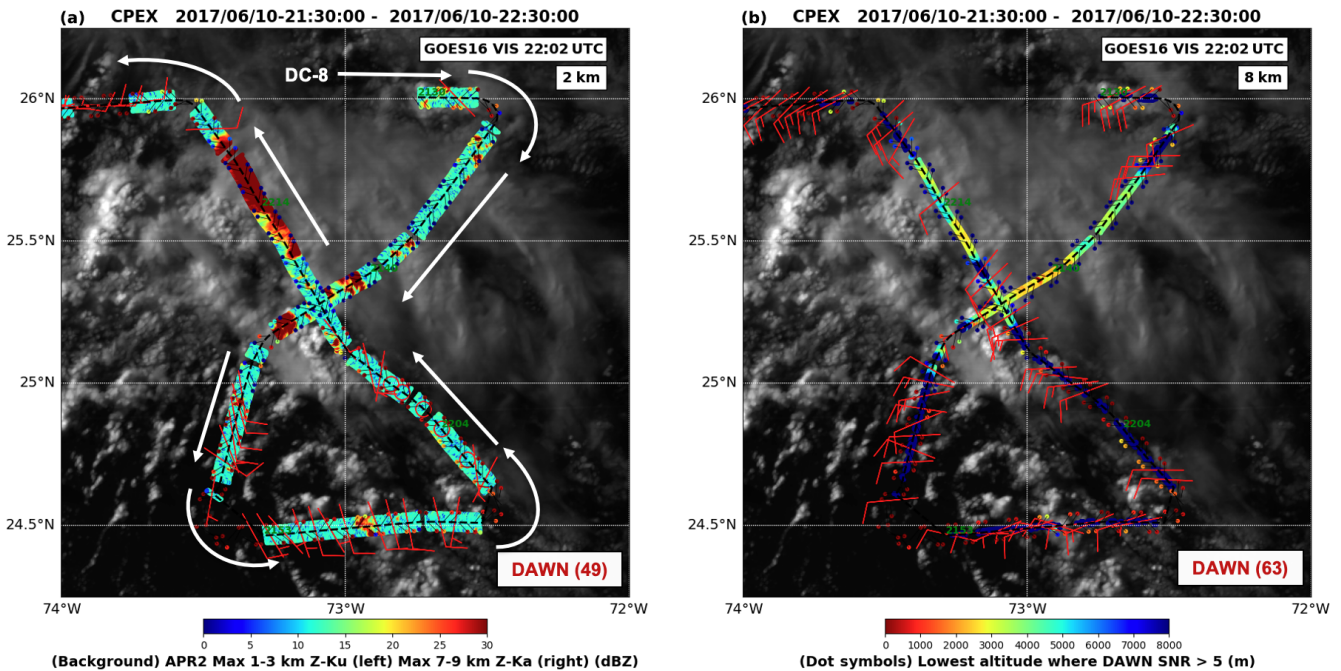 (a) CPEX 2017/06/10-21:30:00 - 2017/06/10-22:30:00
GOES16 VIS 22:02 UTC
2 km
DC-8
26°N
25.5°N
25°N
24.5°N
2204
DAWN (49)
74°W 73°W 72°W
0 5 10 15 20 25 30
(Background) APR2 Max 1-3 km Z-Ku (left) Max 7-9 km Z-Ka (right) (dBZ)
(b) CPEX 2017/06/10-21:30:00 - 2017/06/10-22:30:00
GOES16 VIS 22:02 UTC
8 km
26°N
25.5°N
25°N
24.5°N
2204
DAWN (63)
74°W 73°W 72°W
0 1000 2000 3000 4000 5000 6000 7000 8000
(Dot symbols) Lowest altitude where DAWN SNR > 5 (m)